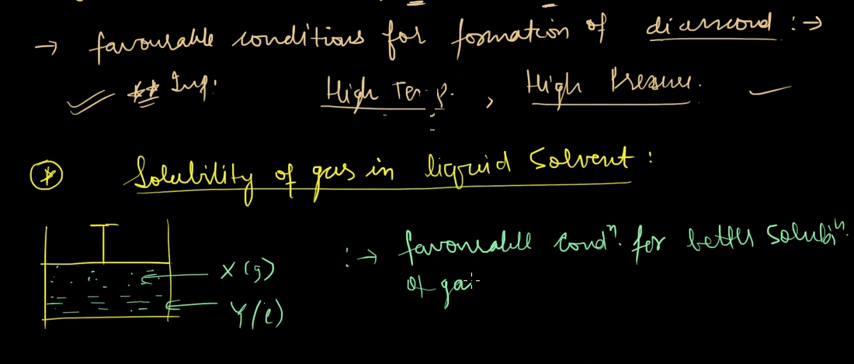 → favourable conditions for formation of diamond :→
** Imp. High Temp. , High Pressure.
* Solubility of gas in liquid Solvent :
:→ favourable condⁿ. for better solubiⁿ.
X(g)
of gas
Y(l)